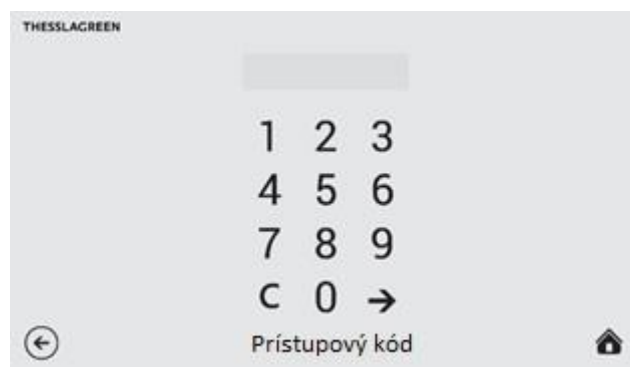 THESSLAGREEN
1 2 3
4 5 6
7 8 9
C 0 →
Prístupový kód